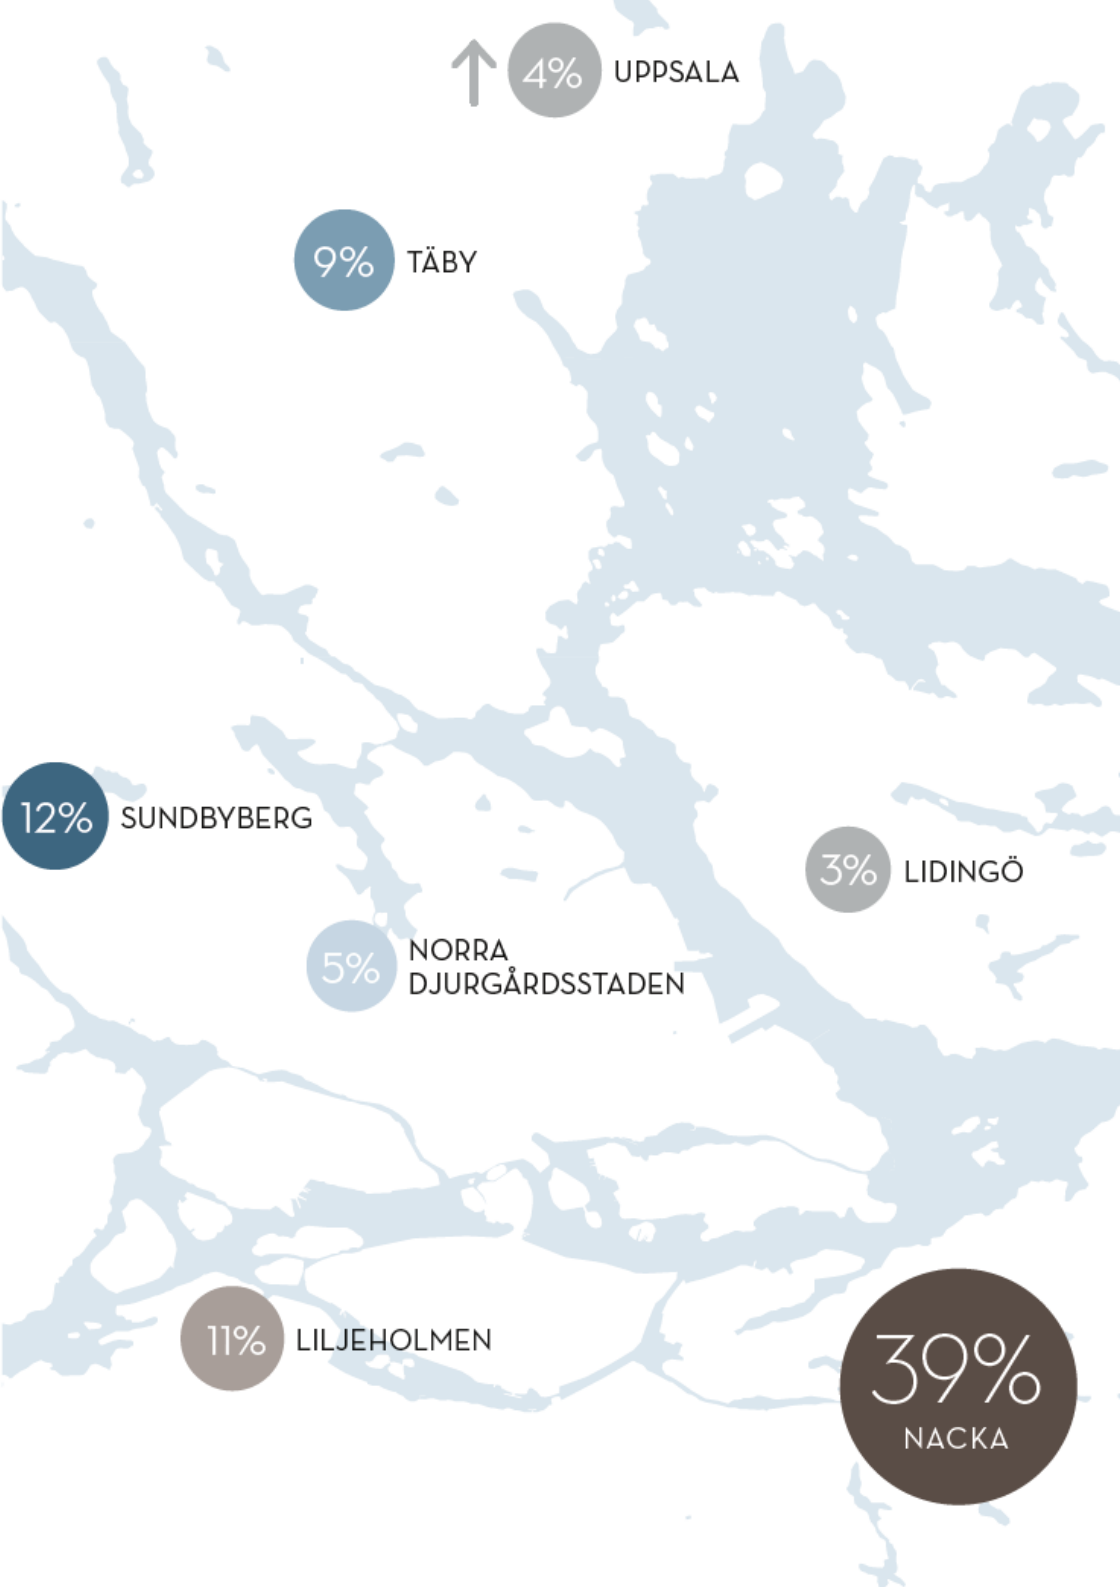 4% UPPSALA
9% TÄBY
12% SUNDBYBERG
3% LIDINGÖ
5% NORRA
DJURGÅRDSSTADEN
11% LILJEHOLMEN
39%
NACKA